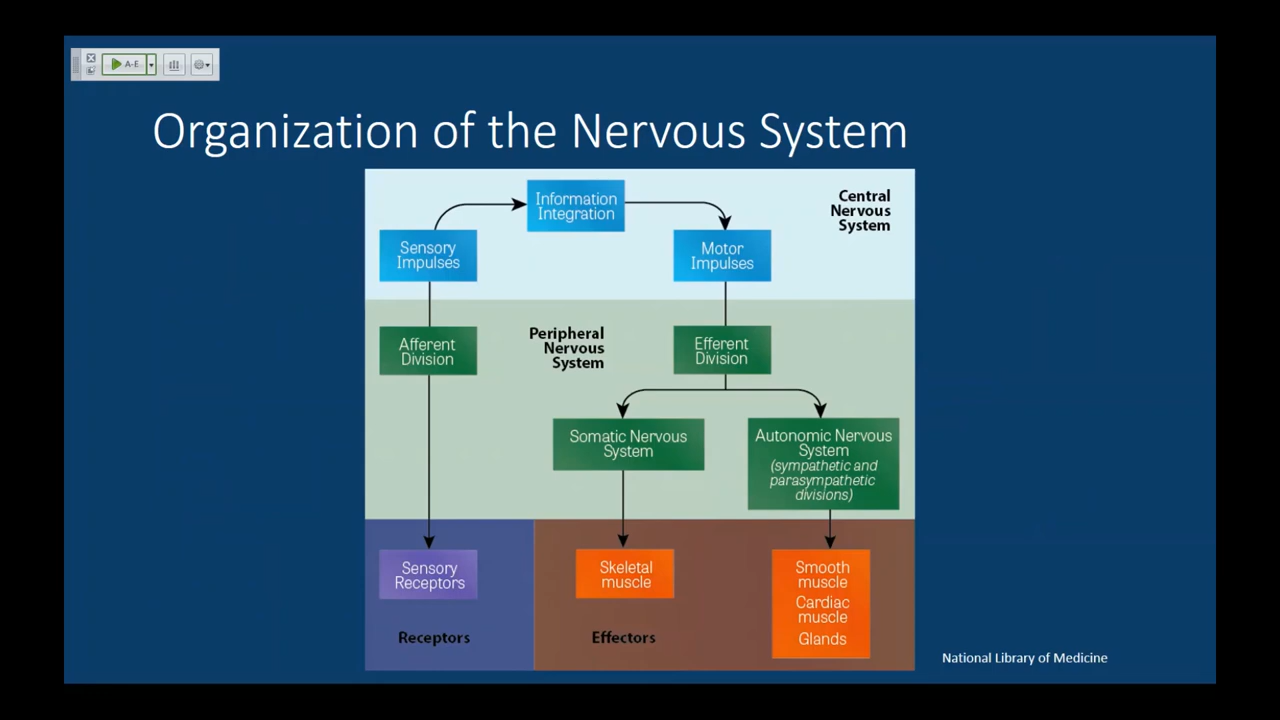 A-E
Organization of the Nervous System
Information
Integration
Central
Nervous
System
Sensory
Impulses
Motor
Impulses
Afferent
Division
Peripheral
Nervous
System
Efferent
Division
Somatic Nervous
System
Autonomic Nervous
System
(sympathetic and
parasympathetic
divisions)
Sensory
Receptors
Skeletal
muscle
Smooth
muscle
Cardiac
muscle
Glands
Receptors
Effectors
National Library of Medicine